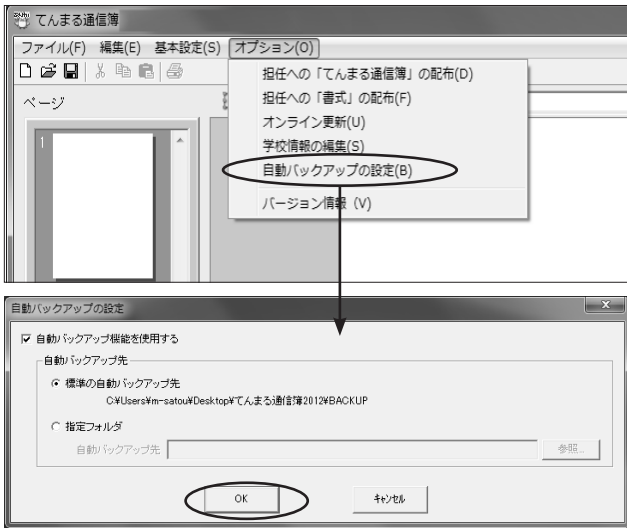 てんまる通信簿
ファイル(F) 編集(E) 基本設定(S) オプション(O)
担任への「てんまる通信簿」の配布(D)
担任への「書式」の配布(F)
オンライン更新(U)
学校情報の編集(S)
自動バックアップの設定(B)
バージョン情報 (V)
ページ
1
自動バックアップの設定
自動バックアップ機能を使用する
自動バックアップ先
標準の自動バックアップ先
C:¥Users¥m-satou¥Desktop¥てんまる通信簿2012¥BACKUP
指定フォルダ
自動バックアップ先 参照...
OK キャンセル